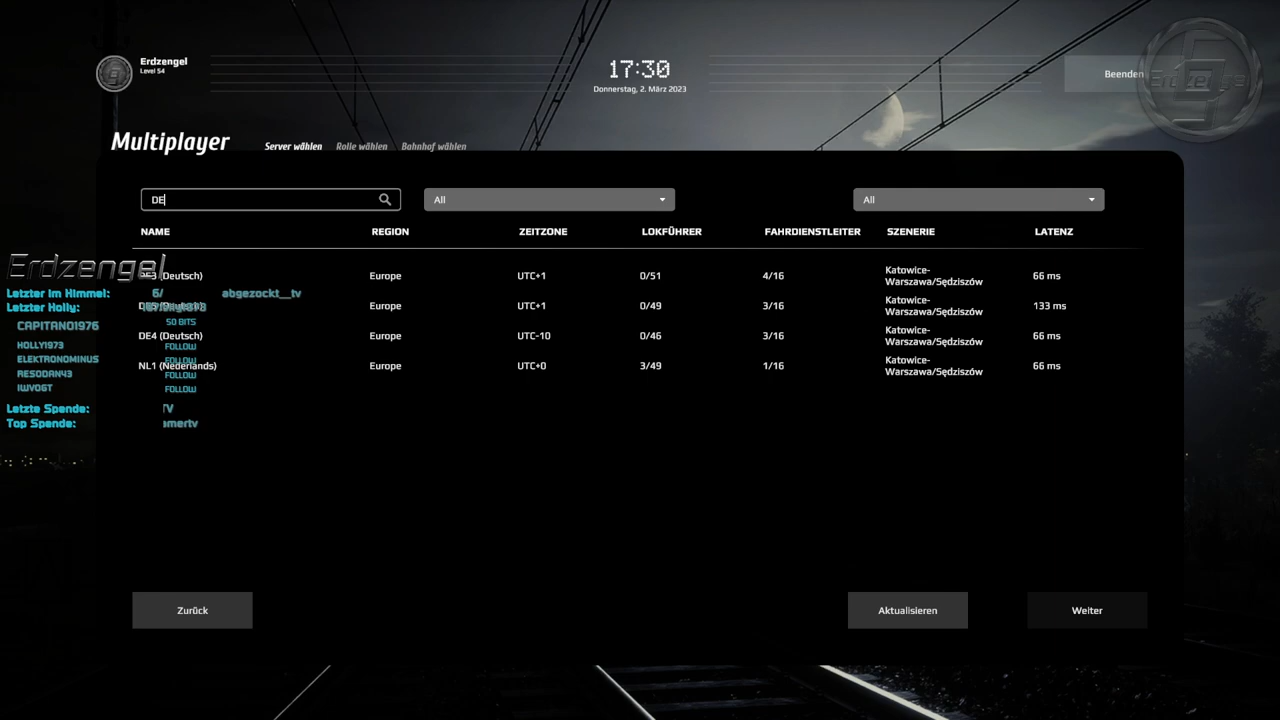 Erdzengel
Level 54
17:30
Donnerstag, 2. März 2023
Beenden
Erdzengel
Multiplayer
Server wählen Rolle wählen Bahnhof wählen
DE
All
All
NAME REGION ZEITZONE LOKFÜHRER FAHRDIENSTLEITER SZENERIE LATENZ
(Deutsch) Europe UTC+1 0/51 4/16 Katowice-
Warszawa/Sędziszów 66 ms
Europe UTC+1 0/49 3/16 Katowice-
Warszawa/Sędziszów 133 ms
DE4 (Deutsch) Europe UTC-10 0/46 3/16 Katowice-
Warszawa/Sędziszów 66 ms
NL1 (Nederlands) Europe UTC+0 3/49 1/16 Katowice-
Warszawa/Sędziszów 66 ms
Erdzengel
Letzter im Himmel: 6/ abgezockt__tv
Letzter Holly:
CAPITANO1976 50 BITS
HOLLY1973 FOLLOW
ELEKTRONOMINUS FOLLOW
RESODAN43 FOLLOW
IWVOGT FOLLOW
Letzte Spende: TV
Top Spende: amertv
Zurück
Aktualisieren
Weiter